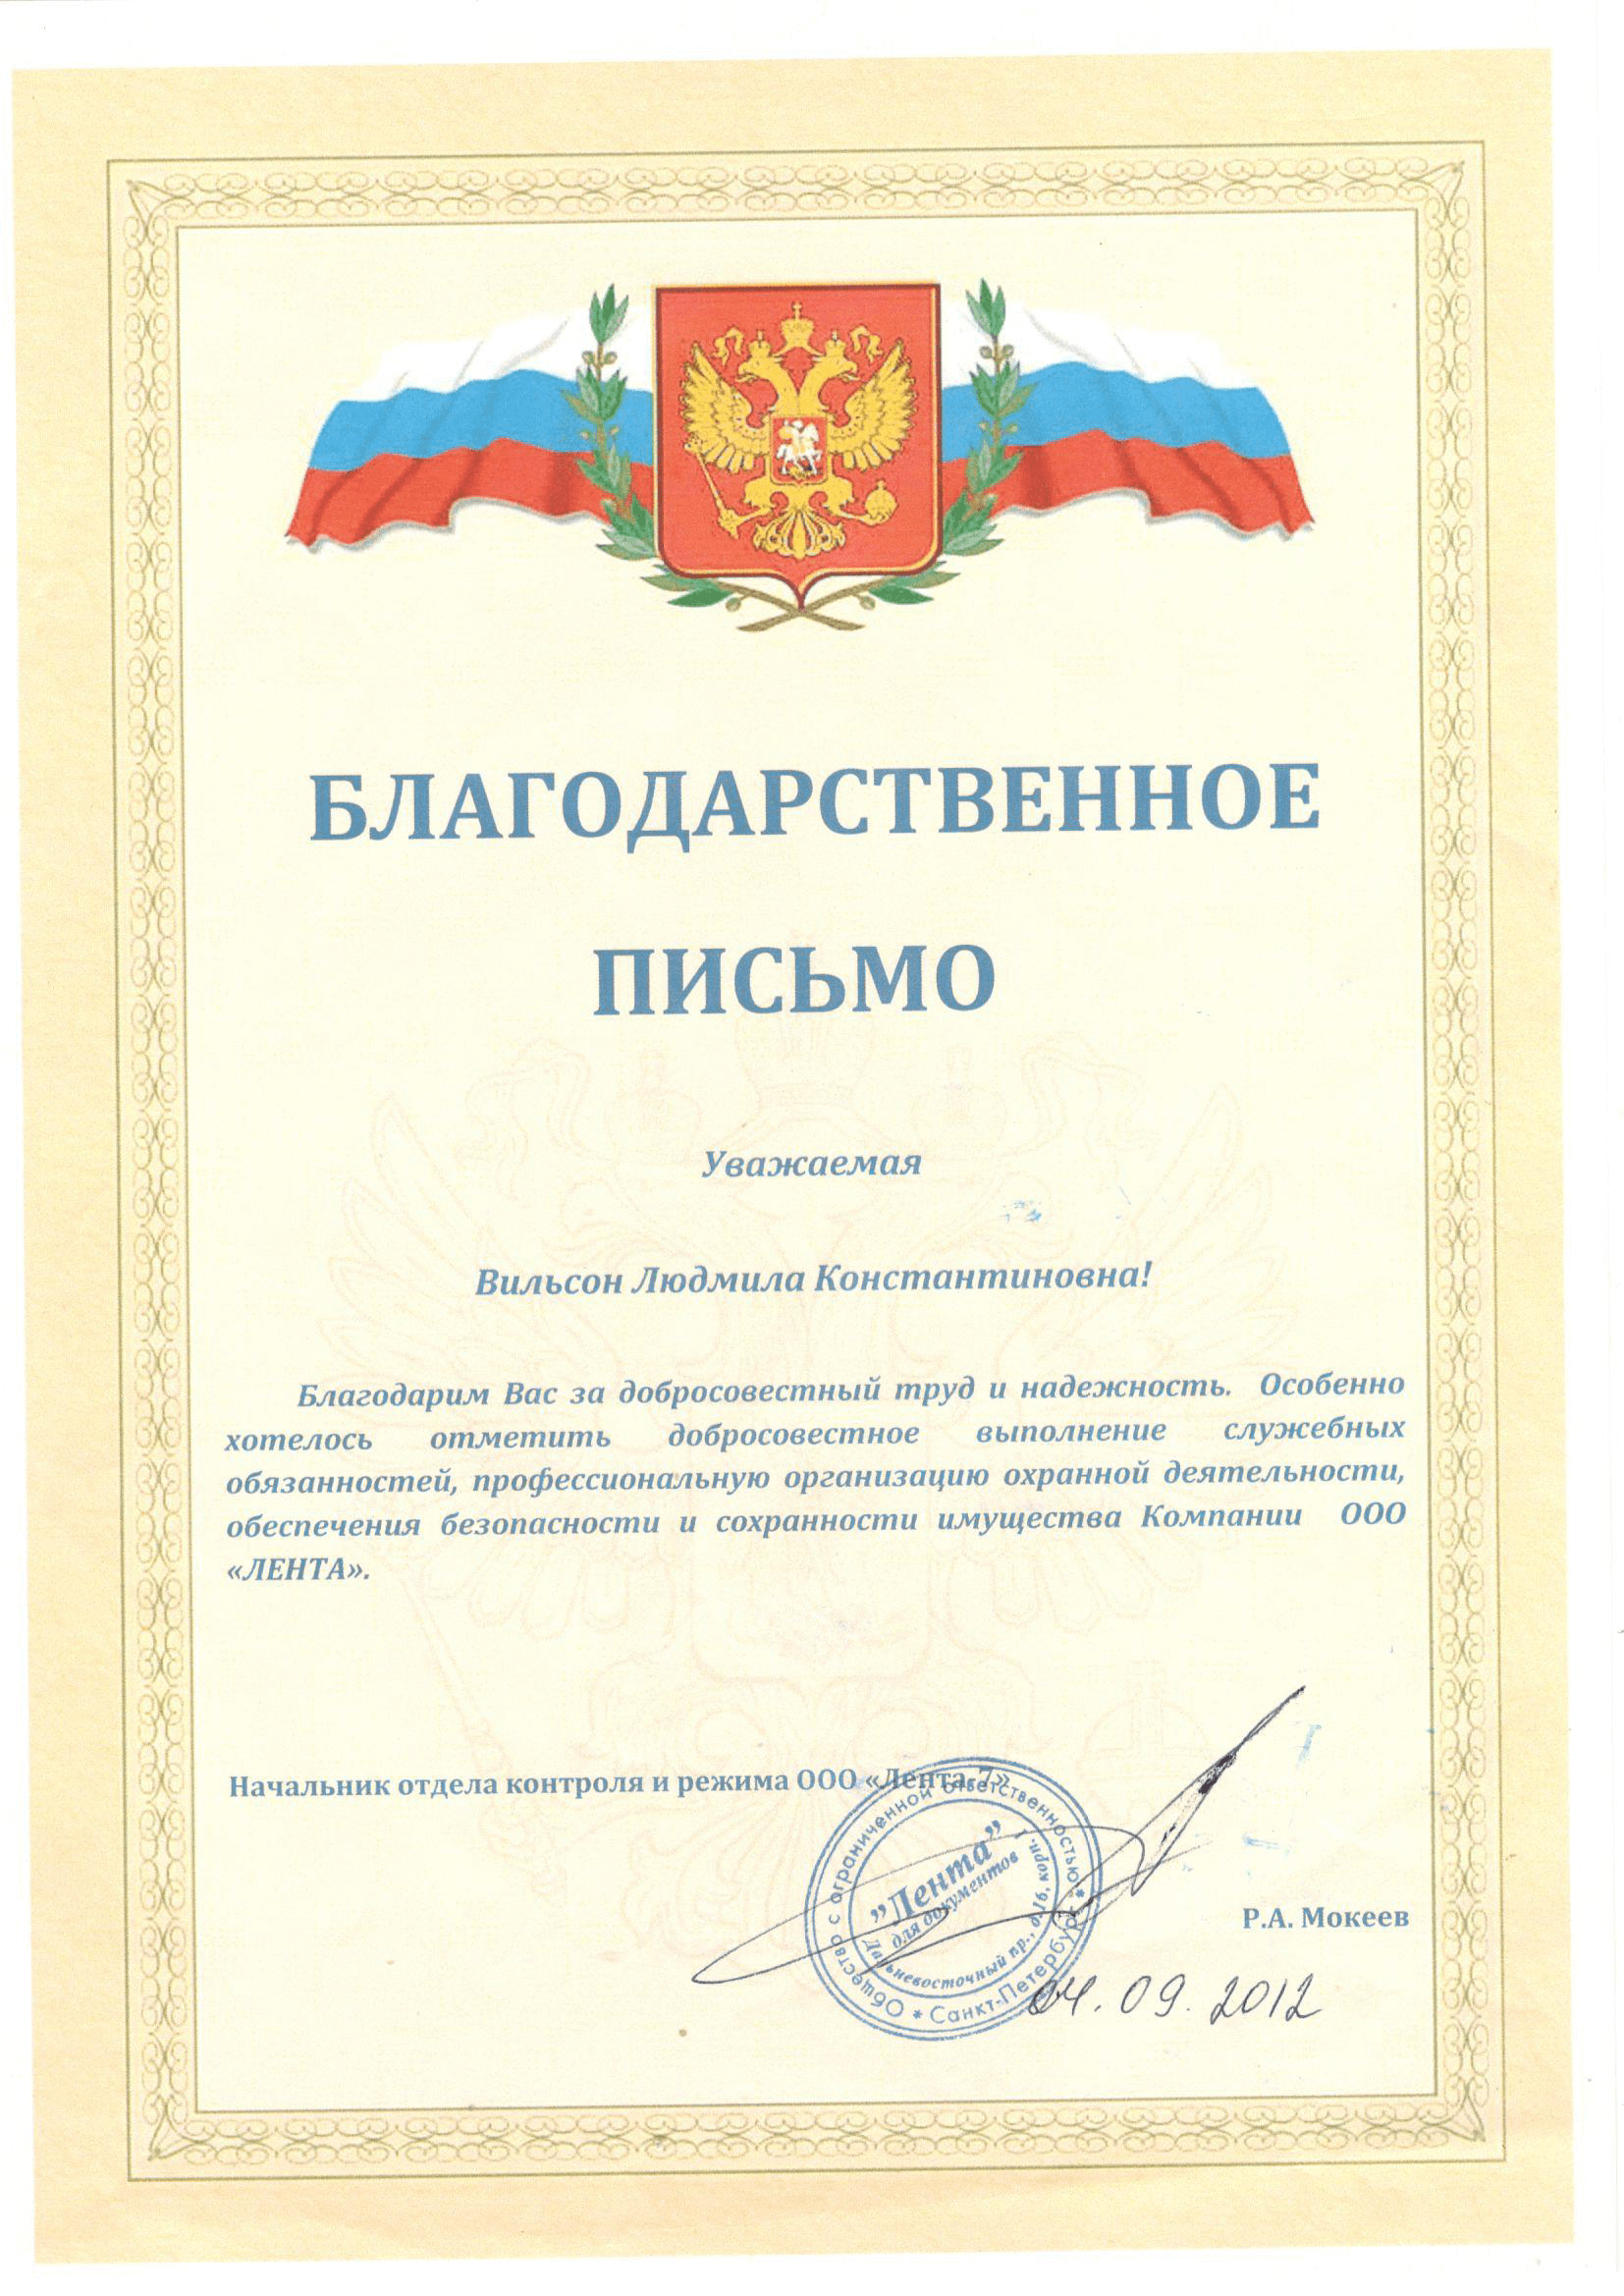 БЛАГОДАРСТВЕННОЕ
ПИСЬМО
Уважаемая
Вильсон Людмила Константиновна!
Благодарим Вас за добросовестный труд и надежность. Особенно
хотелось отметить добросовестное выполнение служебных
обязанностей, профессиональную организацию охранной деятельности,
обеспечения безопасности и сохранности имущества Компании ООО
«ЛЕНТА».
Начальник отдела контроля и режима ООО «Лента-7»
Общество с ограниченной ответственностью * Санкт-Петербург *
"Лента"
для документов
Дальневосточный пр., д. 16, корп. 1
Р.А. Мокеев
04.09.2012